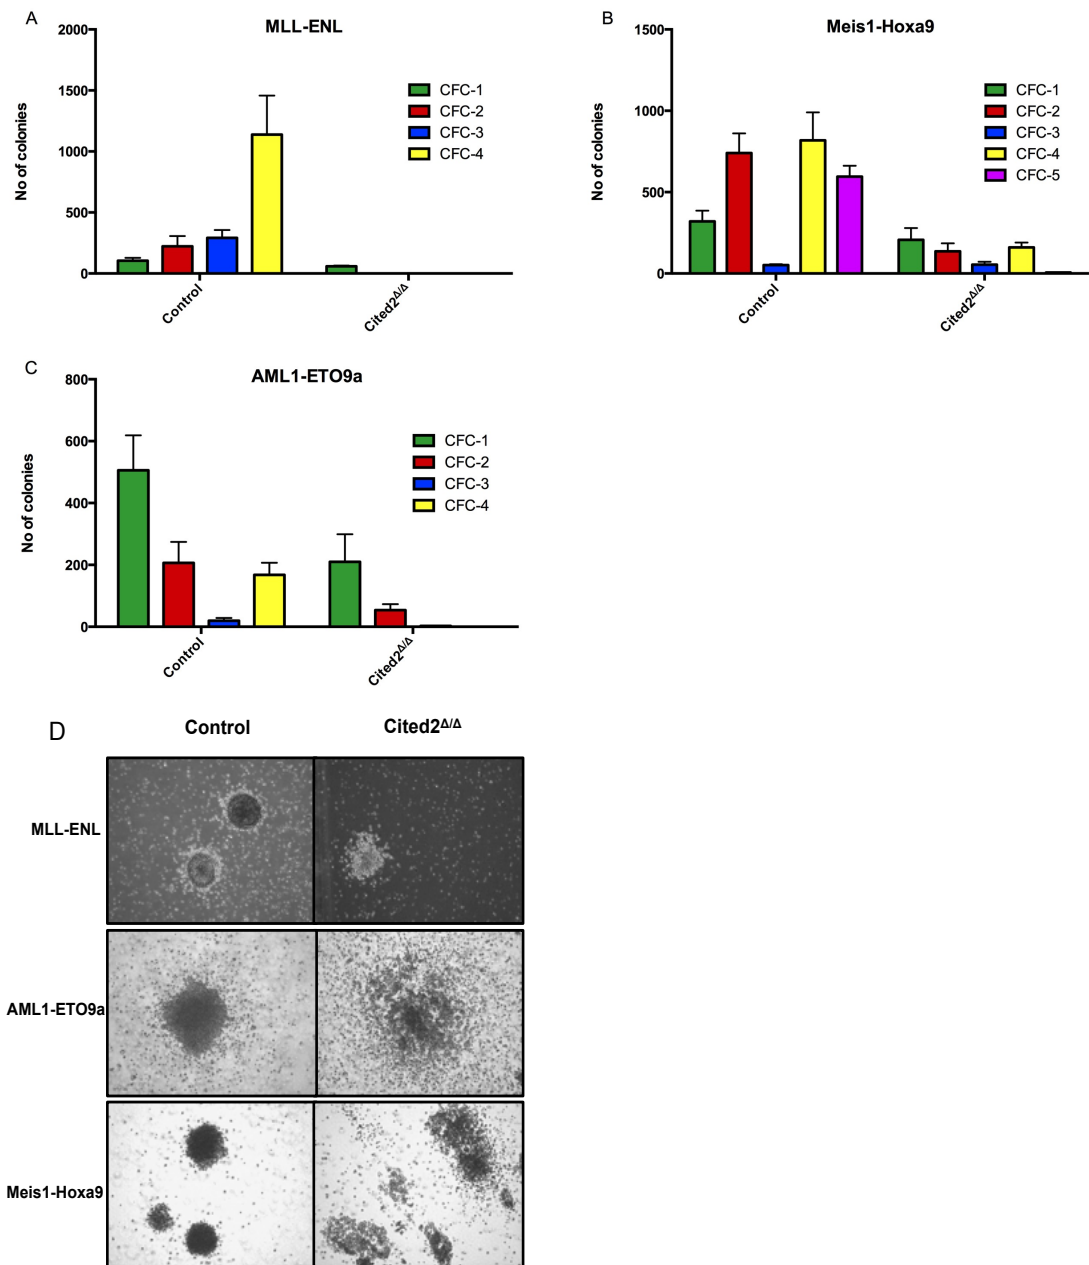 A
MLL-ENL
2000
1500
1000
500
0
No of colonies
CFC-1
CFC-2
CFC-3
CFC-4
Control
Cited2Δ/Δ
B
Meis1-Hoxa9
1500
1000
500
0
No of colonies
CFC-1
CFC-2
CFC-3
CFC-4
CFC-5
Control
Cited2Δ/Δ
C
AML1-ETO9a
800
600
400
200
0
No of colonies
CFC-1
CFC-2
CFC-3
CFC-4
Control
Cited2Δ/Δ
D
Control
Cited2Δ/Δ
MLL-ENL
AML1-ETO9a
Meis1-Hoxa9